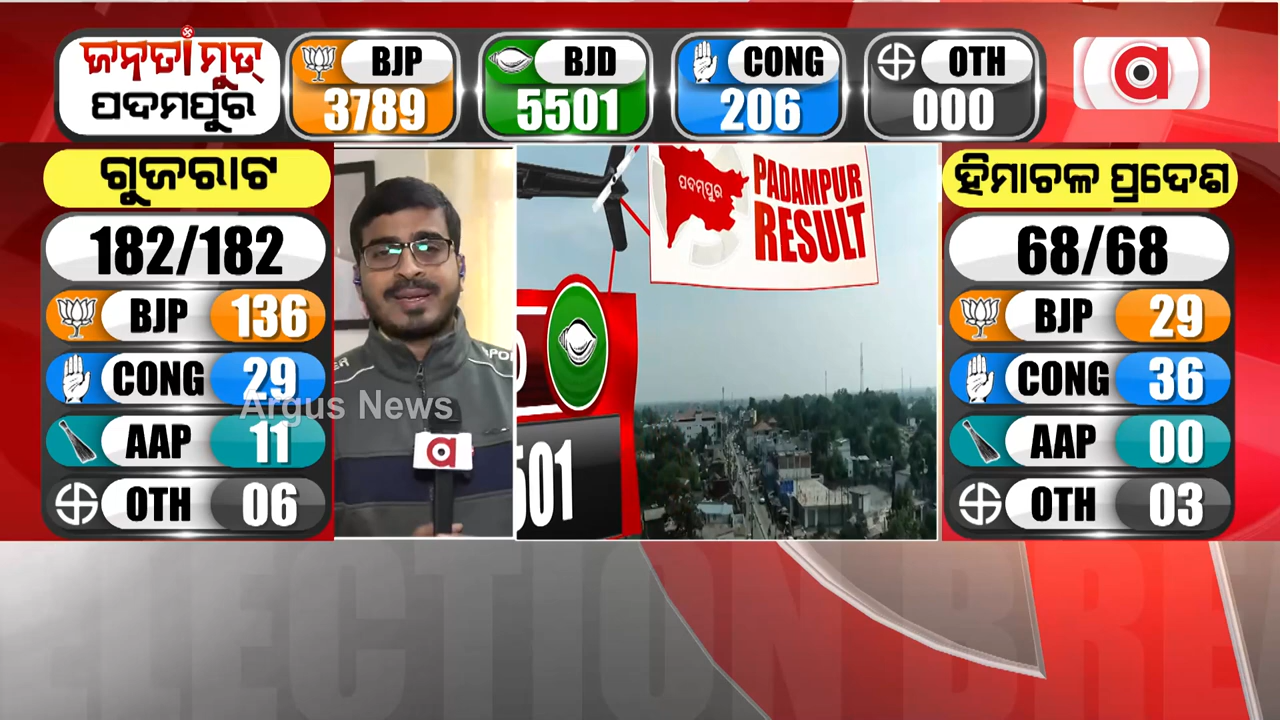 ଜନତା ମୁଡ୍
ପଦମପୁର
BJP
3789
BJD
5501
CONG
206
OTH
000
a
ଗୁଜରାଟ
182/182
BJP 136
CONG 29
AAP 11
OTH 06
Argus News
a
ପଦମପୁର
PADAMPUR
RESULT
501
ହିମାଚଳ ପ୍ରଦେଶ
68/68
BJP 29
CONG 36
AAP 00
OTH 03
ELECTION BRE